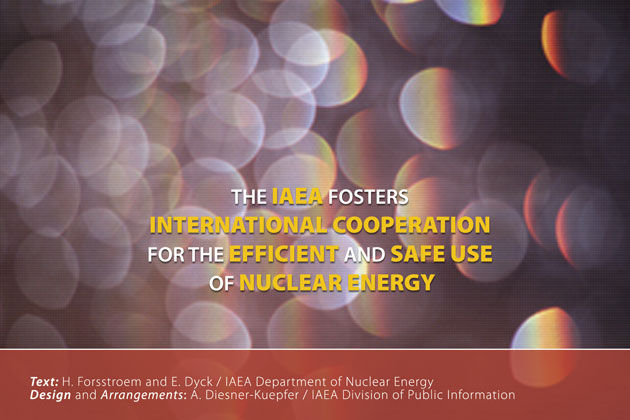 THE IAEA FOSTERS
INTERNATIONAL COOPERATION
FOR THE EFFICIENT AND SAFE USE
OF NUCLEAR ENERGY
Text: H. Forsstroem and E. Dyck / IAEA Department of Nuclear Energy
Design and Arrangements: A. Diesner-Kuepfer / IAEA Division of Public Information